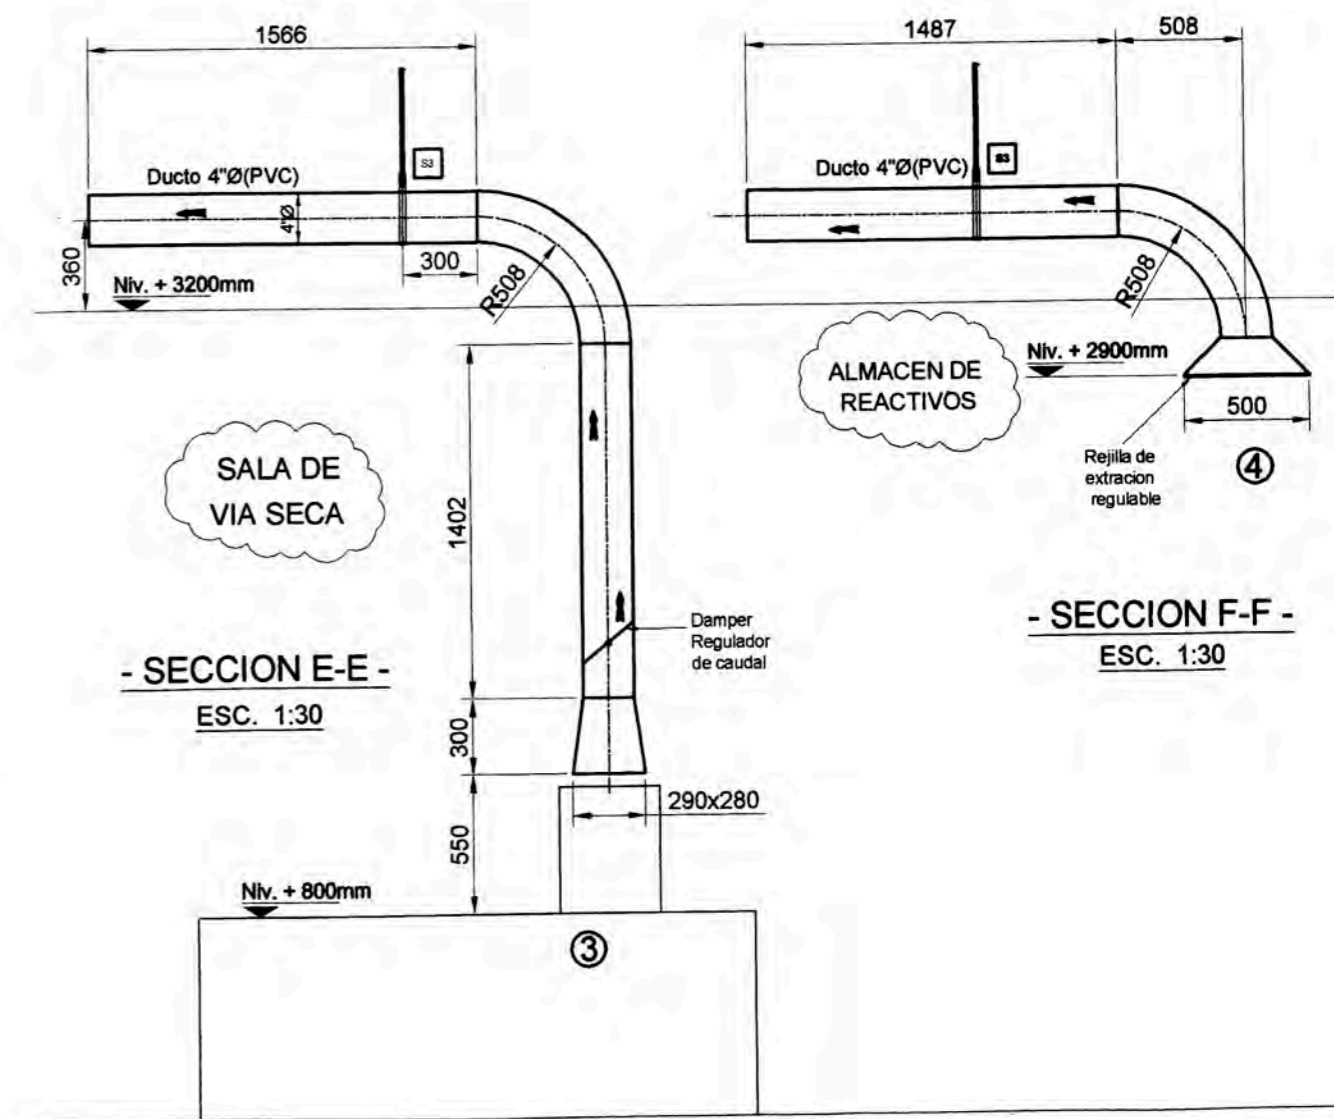 1566
1487
508
S3
S3
Ducto 4"Ø(PVC)
Ducto 4"Ø(PVC)
4"Ø
360
300
R508
R508
Niv. + 3200mm
Niv. + 2900mm
ALMACEN DE
REACTIVOS
500
Rejilla de
extracion
regulable
4
SALA DE
VIA SECA
1402
Damper
Regulador
de caudal
- SECCION E-E -
ESC. 1:30
- SECCION F-F -
ESC. 1:30
300
290x280
550
Niv. + 800mm
3